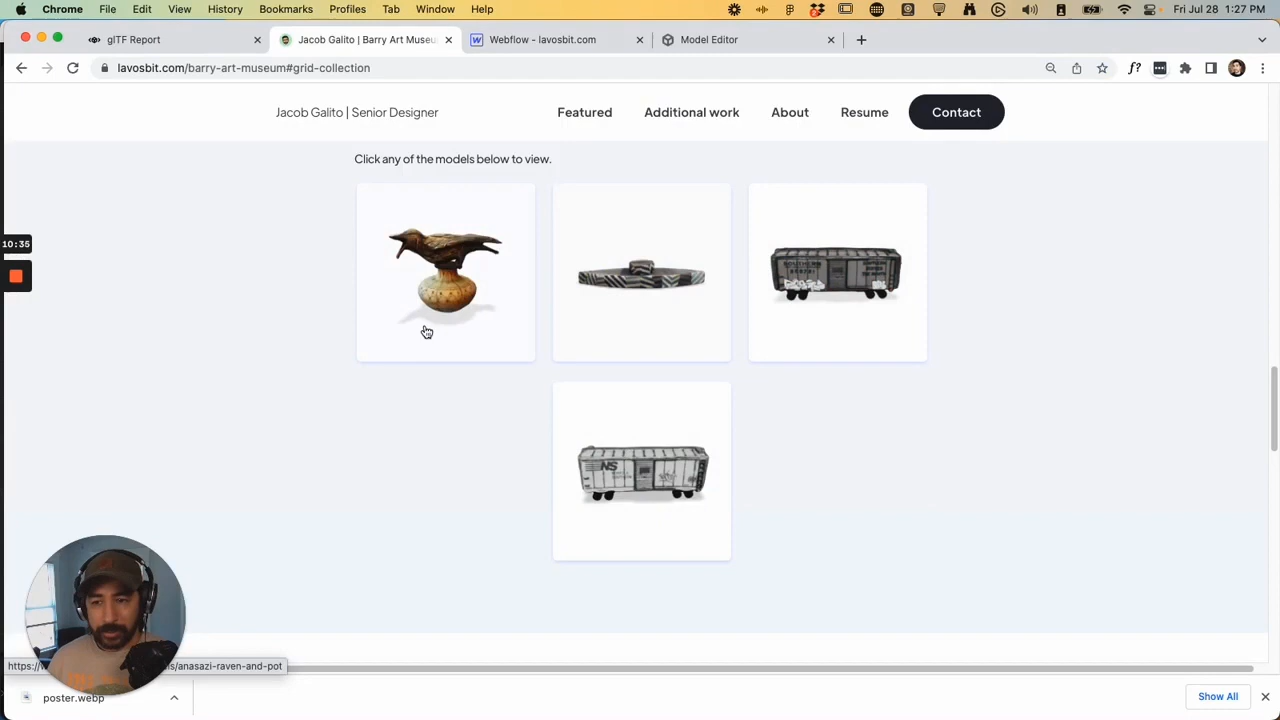 Chrome File Edit View History Bookmarks Profiles Tab Window Help Fri Jul 28 1:27 PM
glTF Report Jacob Galito | Barry Art Museu Webflow - lavosbit.com Model Editor
lavosbit.com/barry-art-museum#grid-collection
Jacob Galito | Senior Designer Featured Additional work About Resume Contact
Click any of the models below to view.
10:35
NS
https:// s/anasazi-raven-and-pot
poster.webp Show All